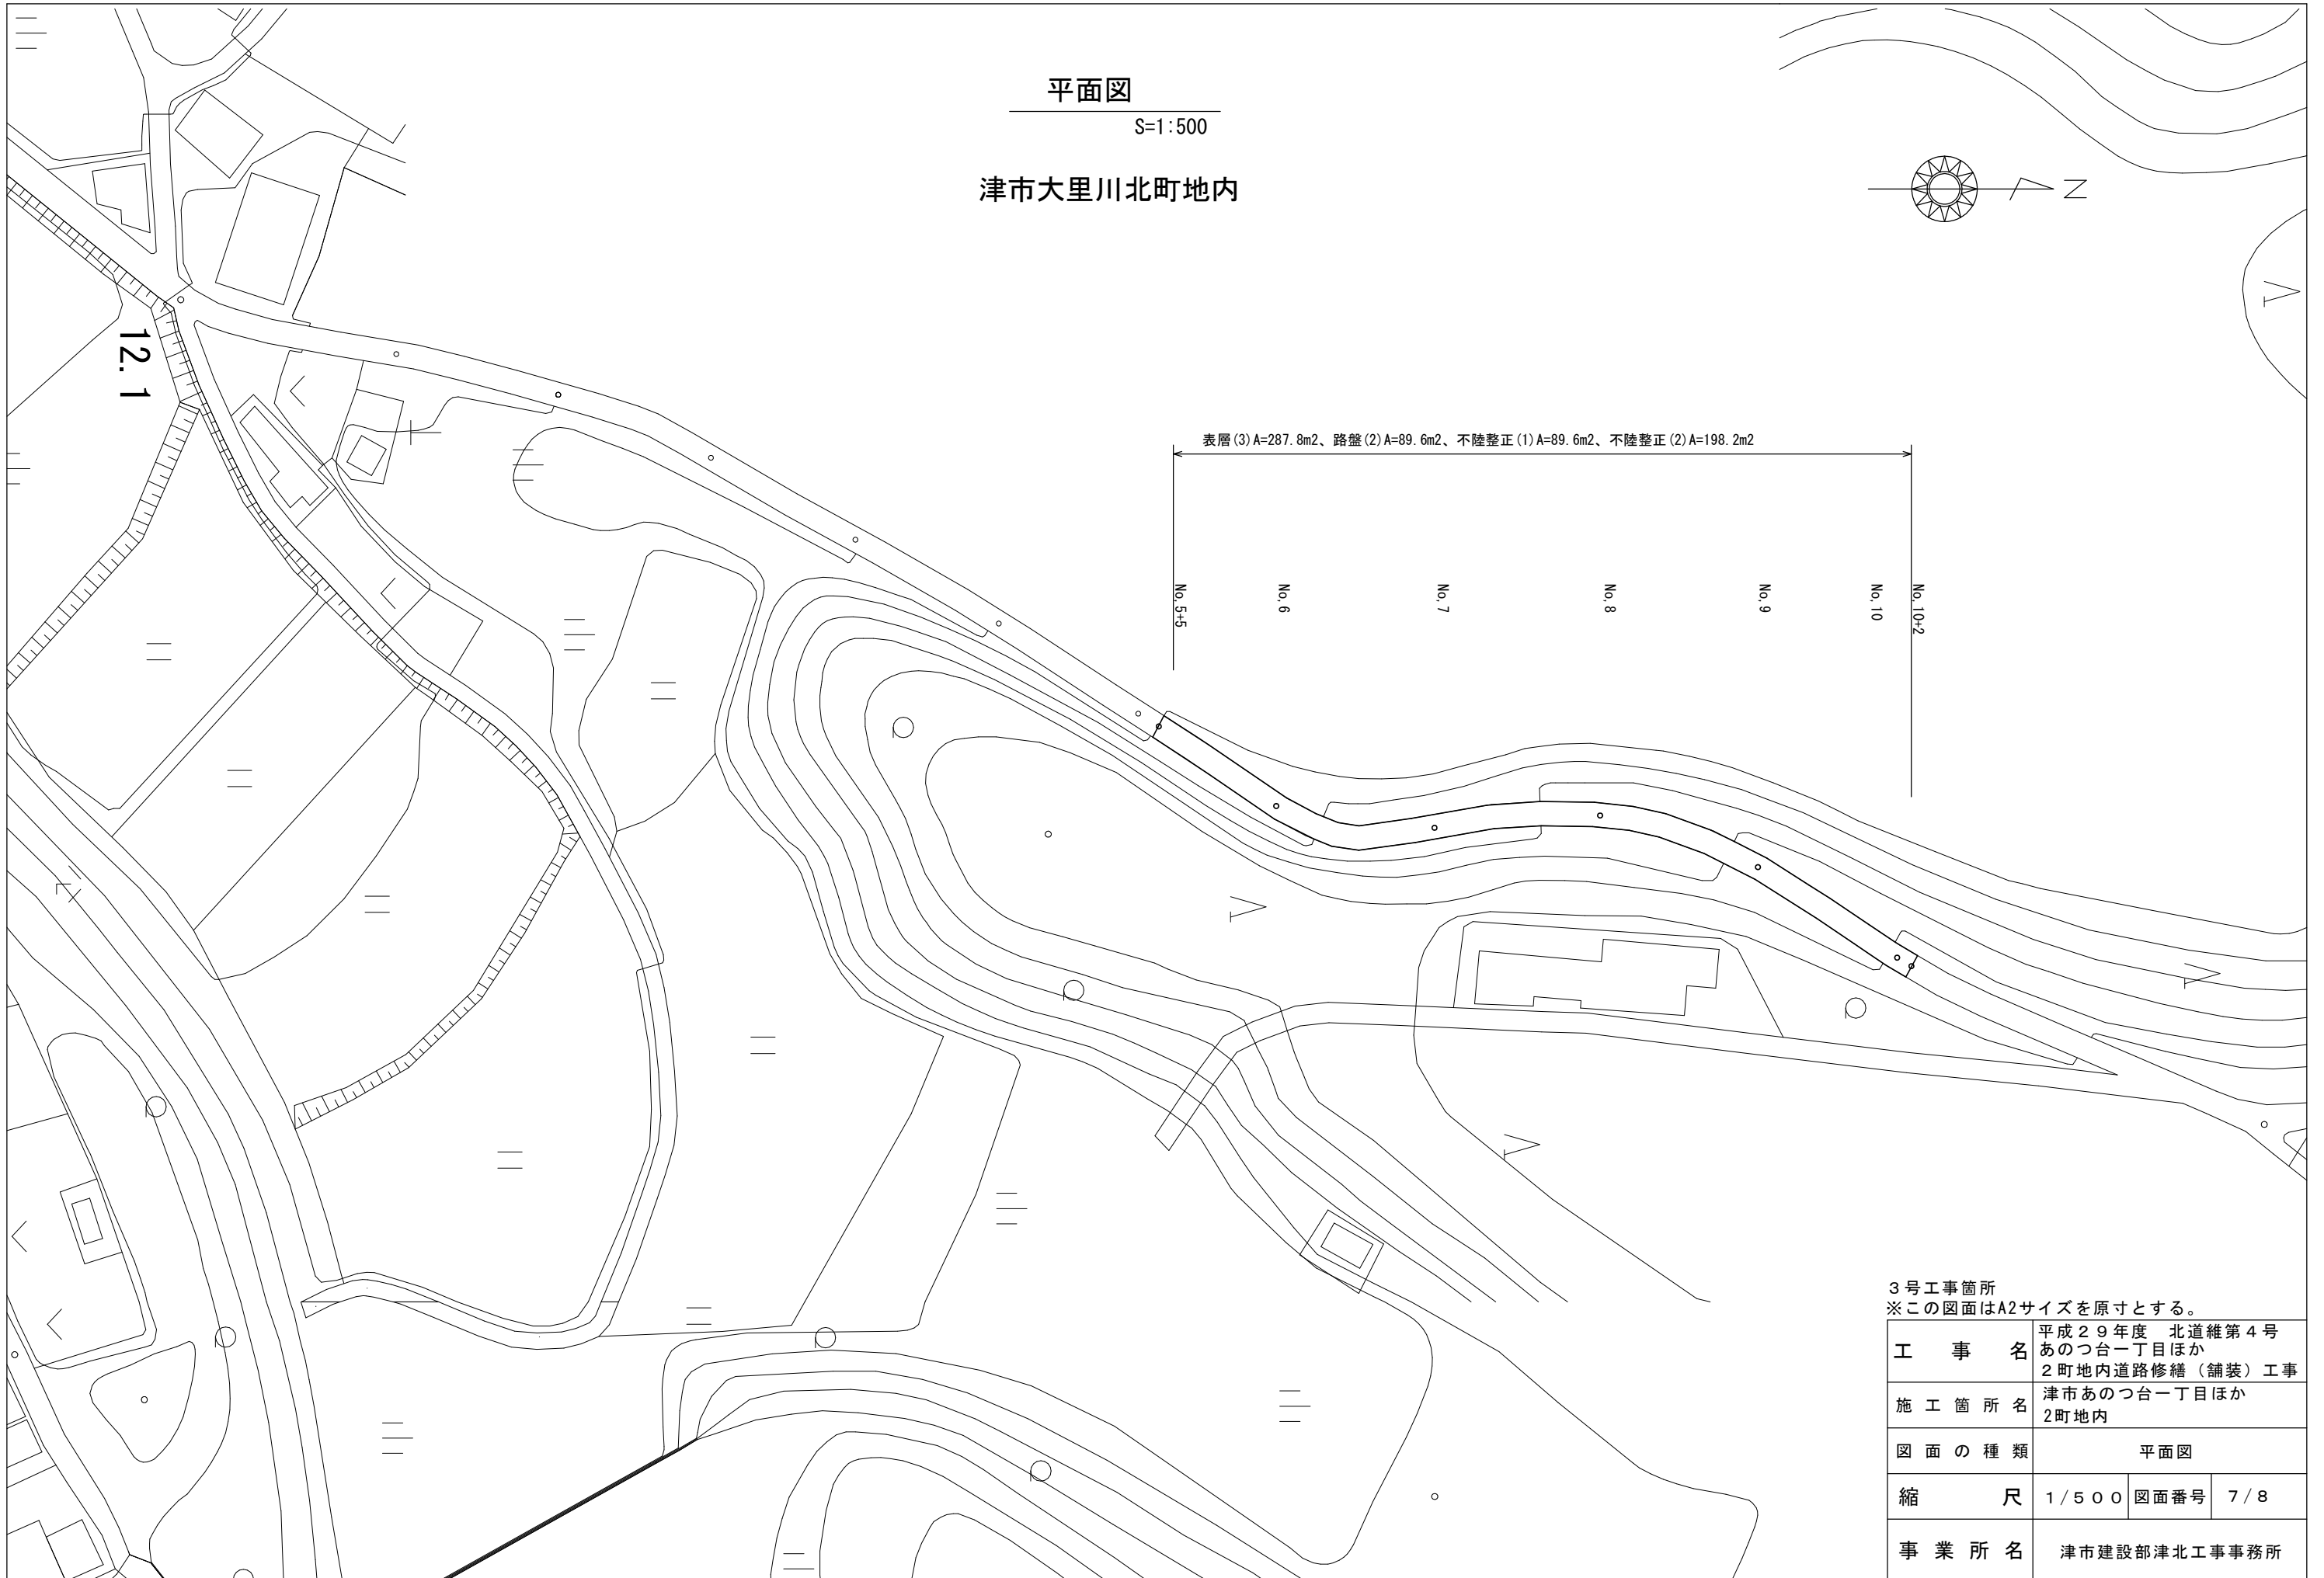 平面図
S=1:500
津市大里川北町地内
N
12.1
表層(3)A=287.8m2、路盤(2)A=89.6m2、不陸整正(1)A=89.6m2、不陸整正(2)A=198.2m2
No,5+5
No,6
No,7
No,8
No,9
No,10
No,10+2
3号工事箇所
※この図面はA2サイズを原寸とする。
工事名
平成29年度 北道維第4号
あのつ台一丁目ほか
2町地内道路修繕（舗装）工事
施工箇所名
津市あのつ台一丁目ほか
2町地内
図面の種類 平面図
縮尺 1/500 図面番号 7/8
事業所名 津市建設部津北工事事務所